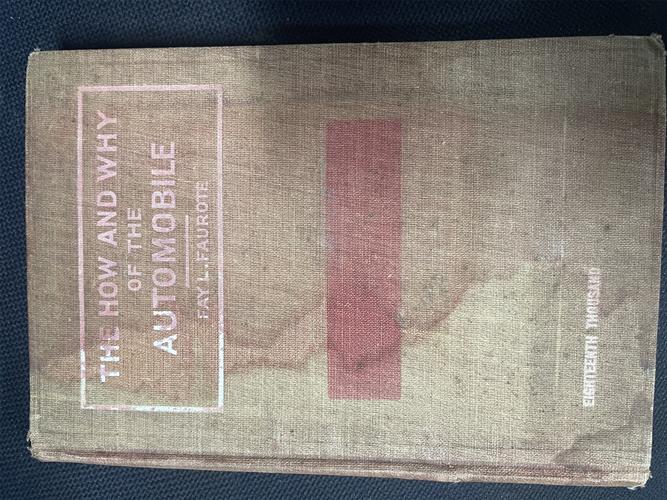 THE HOW AND WHY
OF THE
AUTOMOBILE
FAY L. FAUROTE
EIGHTEENTH THOUSAND